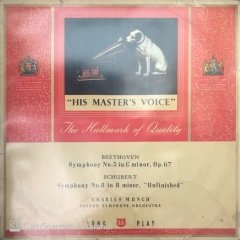 "HIS MASTER'S VOICE"
The Hallmark of Quality
BEETHOVEN
Symphony No.5 in C minor, Op.67
SCHUBERT
Symphony No.8 in B minor, "Unfinished"
CHARLES MUNCH
BOSTON SYMPHONY ORCHESTRA
LONG PLAY